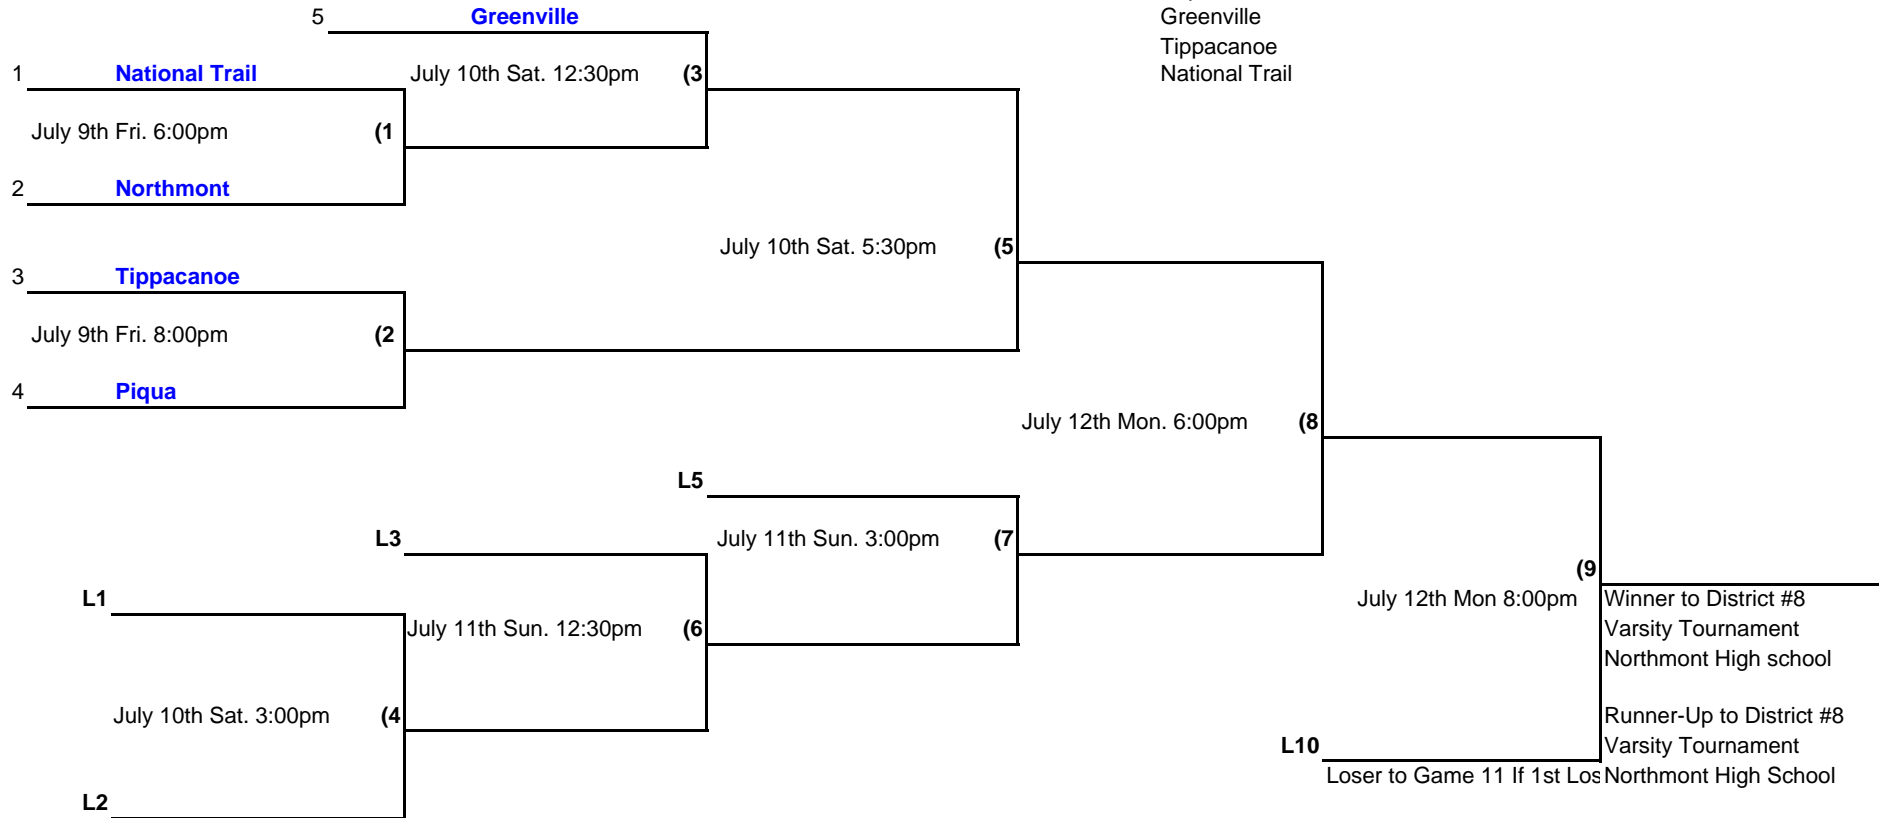 5 Greenville
Greenville
Tippacanoe
1 National Trail July 10th Sat. 12:30pm (3 National Trail
July 9th Fri. 6:00pm (1
2 Northmont
July 10th Sat. 5:30pm (5
3 Tippacanoe
July 9th Fri. 8:00pm (2
4 Piqua
July 12th Mon. 6:00pm (8
L5
L3 July 11th Sun. 3:00pm (7
(9
L1 July 12th Mon 8:00pm Winner to District #8
July 11th Sun. 12:30pm (6 Varsity Tournament
Northmont High school
July 10th Sat. 3:00pm (4 Runner-Up to District #8
L10 Varsity Tournament
Loser to Game 11 If 1st Los Northmont High School
L2